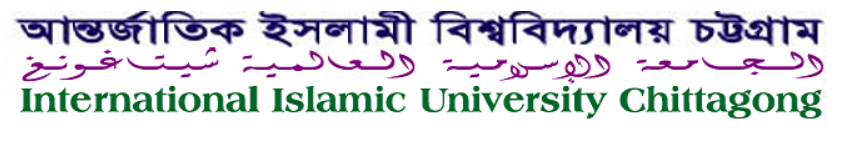 আন্তর্জাতিক ইসলামী বিশ্ববিদ্যালয় চট্টগ্রাম
الجامعة الإسلامية العالمية شيتاغونغ
International Islamic University Chittagong